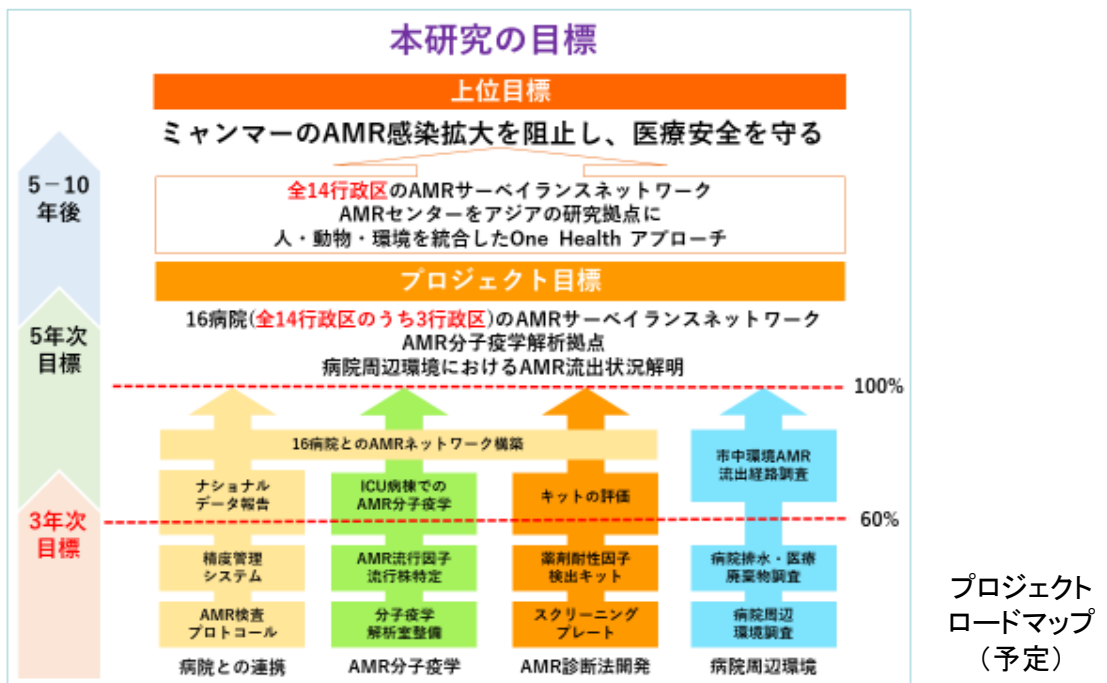 本研究の目標
上位目標
ミャンマーのAMR感染拡大を阻止し、医療安全を守る
5－10
年後
全14行政区のAMRサーベイランスネットワーク
AMRセンターをアジアの研究拠点に
人・動物・環境を統合したOne Health アプローチ
プロジェクト目標
5年次
目標
16病院(全14行政区のうち3行政区)のAMRサーベイランスネットワーク
AMR分子疫学解析拠点
病院周辺環境におけるAMR流出状況解明
100%
16病院とのAMRネットワーク構築
市中環境AMR
流出経路調査
ナショナル
データ報告
ICU病棟での
AMR分子疫学
キットの評価
3年次
目標
60%
精度管理
システム
AMR流行因子
流行株特定
薬剤耐性因子
検出キット
病院排水・医療
廃棄物調査
AMR検査
プロトコール
分子疫学
解析室整備
スクリーニング
プレート
病院周辺
環境調査
病院との連携
AMR分子疫学
AMR診断法開発
病院周辺環境
プロジェクト
ロードマップ
（予定）